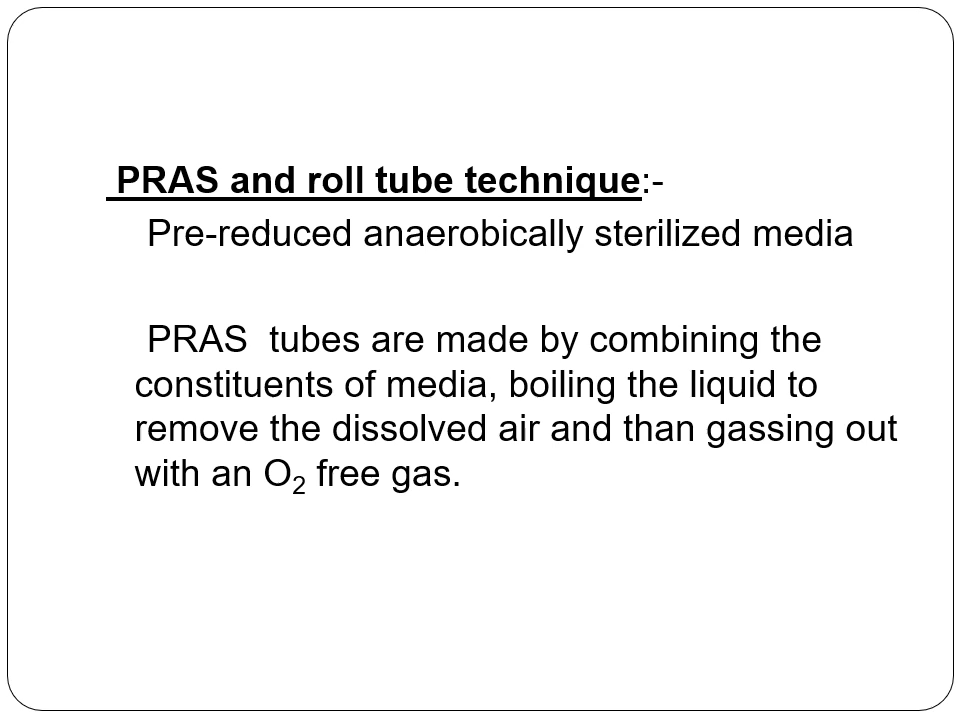 PRAS and roll tube technique:-
Pre-reduced anaerobically sterilized media
PRAS tubes are made by combining the
constituents of media, boiling the liquid to
remove the dissolved air and than gassing out
with an O₂ free gas.